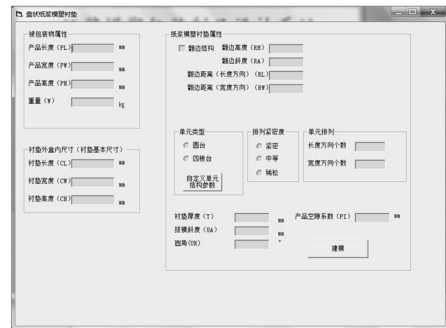 盘状纸浆模塑衬垫
被包装物属性
产品长度（PL） mm
产品宽度（PW） mm
产品高度（PH） mm
重量（W） kg
衬垫外盒内尺寸（衬垫基本尺寸）
衬垫长度（CL） mm
衬垫宽度（CW） mm
衬垫高度（CH） mm
纸浆模塑衬垫属性
翻边结构 翻边高度（RH）
翻边斜度（RA）
翻边距离（长度方向）（RL）
翻边距离（宽度方向）（RW）
单元类型
圆台
四棱台
自定义单元
结构参数
排列紧密度
紧密
中等
稀松
单元排列
长度方向个数
宽度方向个数
衬垫厚度（T） mm 产品空隙系数（PI） mm
拔模斜度（UA） mm
圆角(UR) °
建模